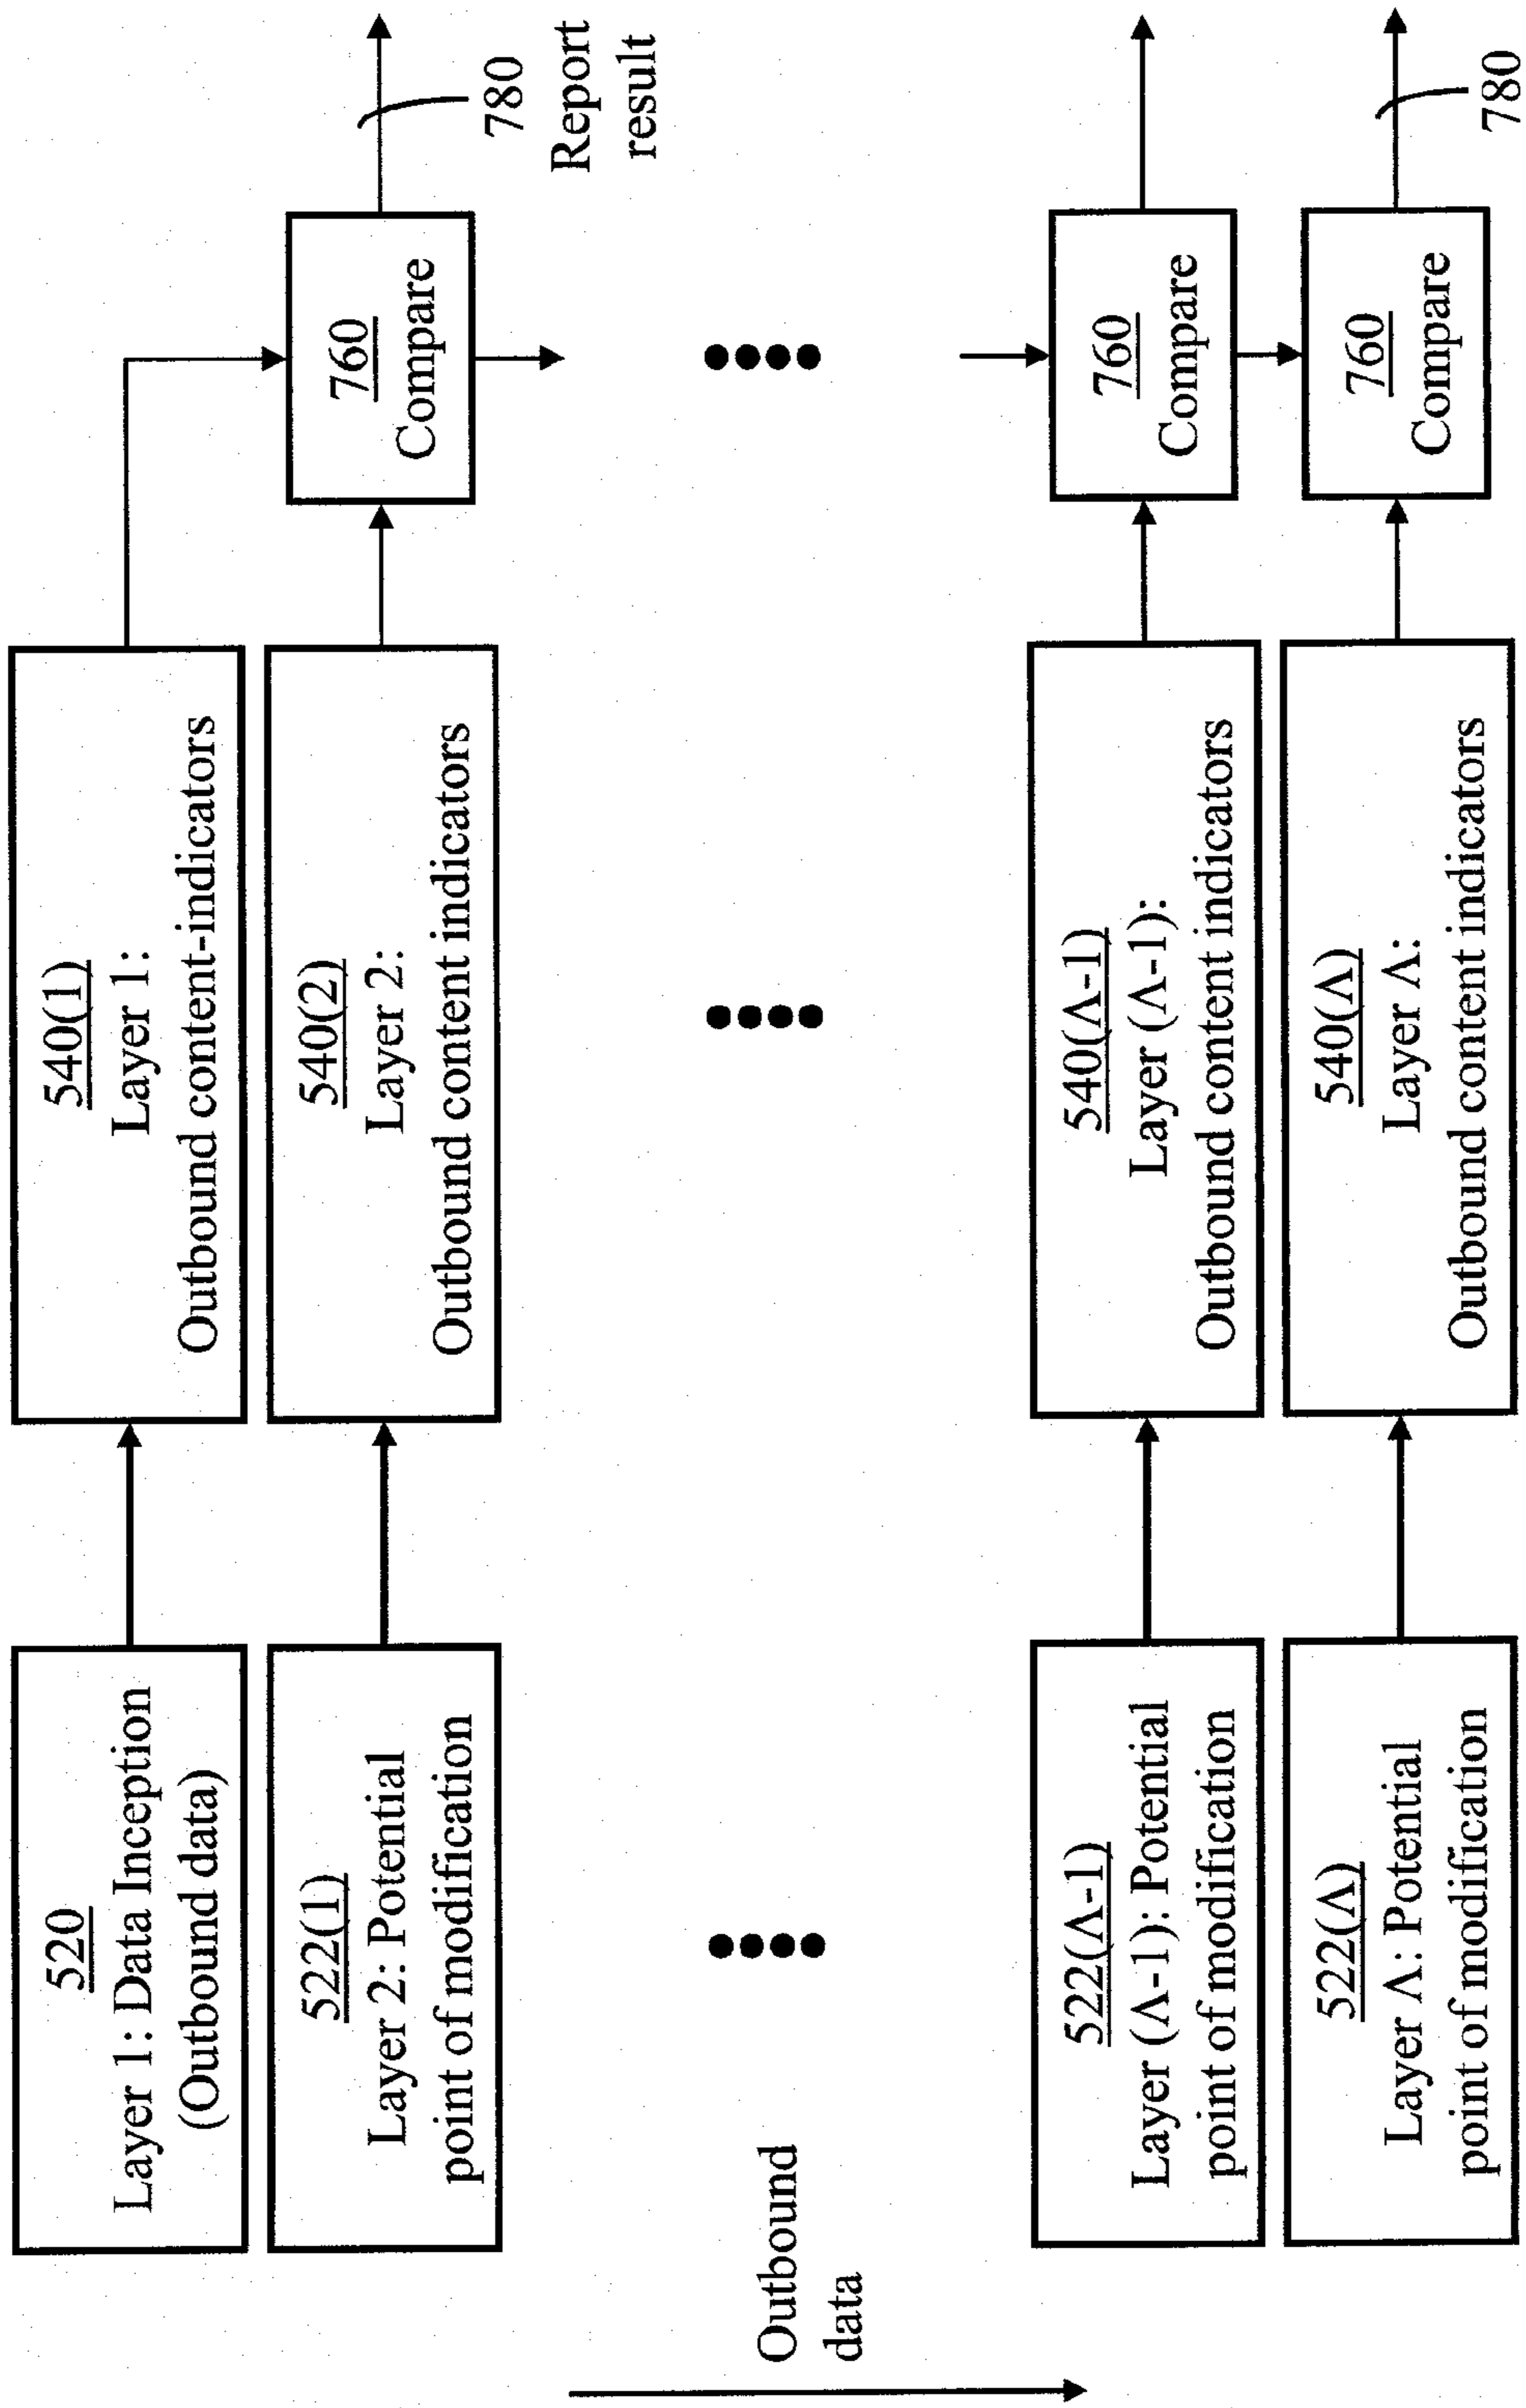 520
Layer 1: Data Inception
(Outbound data)
540(1)
Layer 1:
Outbound content-indicators
522(1)
Layer 2: Potential
point of modification
540(2)
Layer 2:
Outbound content indicators
760
Compare
780
Report
result
Outbound
data
522(Λ-1)
Layer (Λ-1): Potential
point of modification
540(Λ-1)
Layer (Λ-1):
Outbound content indicators
760
Compare
522(Λ)
Layer Λ: Potential
point of modification
540(Λ)
Layer Λ:
Outbound content indicators
760
Compare
780